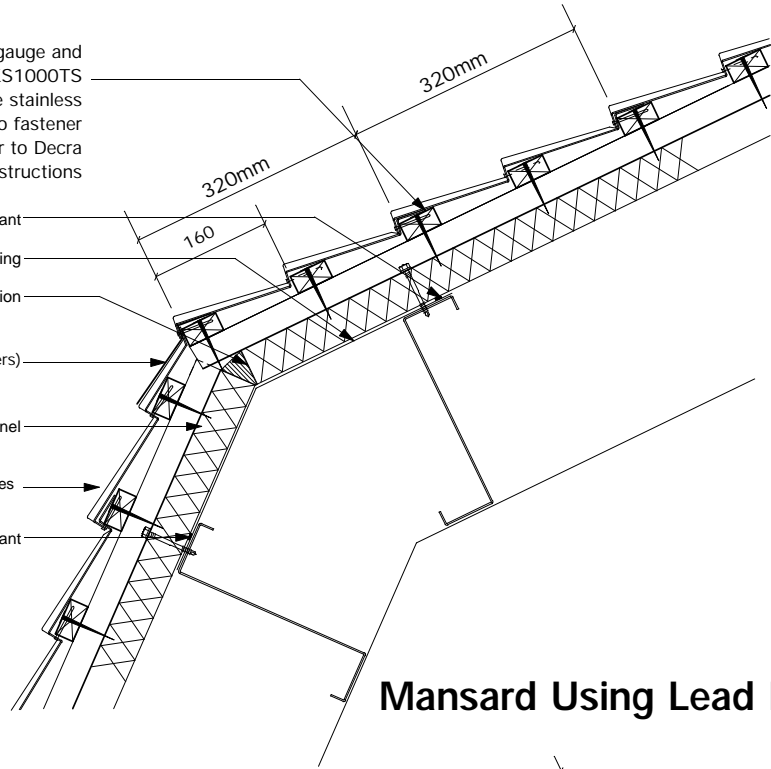 gauge and
S1000TS
stainless
fastener
r to Decra
structions
320mm
320mm
160
ant
ing
ion
ers)
nel
es
ant
Mansard Using Lead